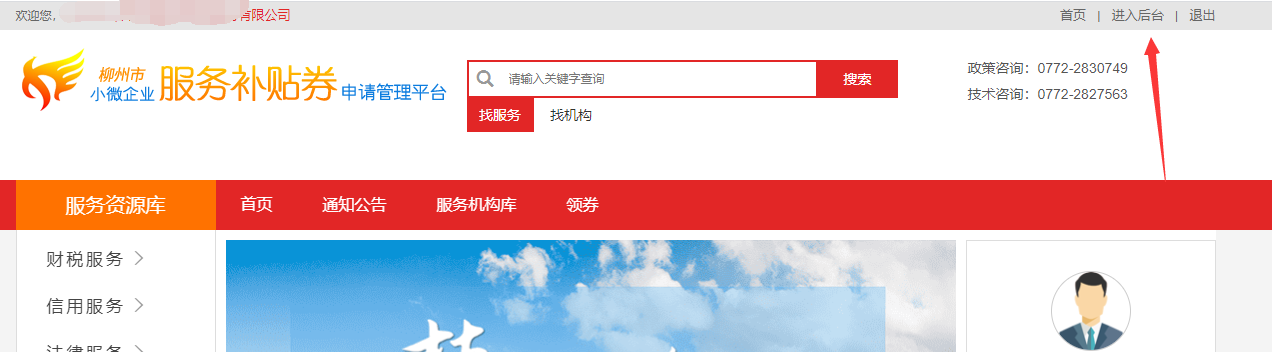 欢迎您,
有限公司
首页 | 进入后台 | 退出
柳州市
小微企业 服务补贴券 申请管理平台
请输入关键字查询 搜索
找服务 找机构
政策咨询：0772-2830749
技术咨询：0772-2827563
服务资源库 首页 通知公告 服务机构库 领券
财税服务
信用服务
法律服务